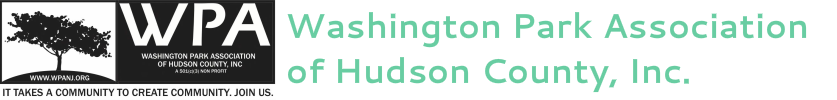 WPA
WASHINGTON PARK ASSOCIATION
OF HUDSON COUNTY, INC
A 501(c)(3) NON PROFIT
WWW.WPANJ.ORG
IT TAKES A COMMUNITY TO CREATE COMMUNITY. JOIN US.
Washington Park Association
of Hudson County, Inc.